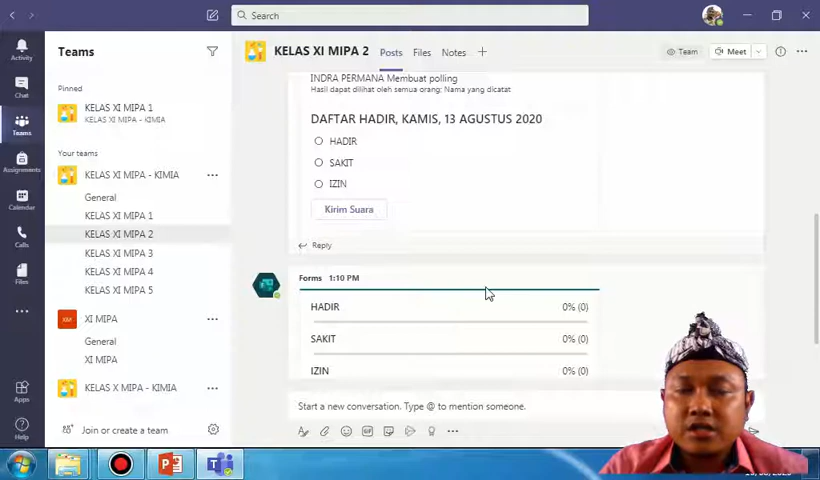 Search
Activity
Chat
Teams
Assignments
Calendar
Calls
Files
Apps
Help
Teams
Pinned
KELAS XI MIPA 1
KELAS XI MIPA - KIMIA
Your teams
KELAS XI MIPA - KIMIA
General
KELAS XI MIPA 1
KELAS XI MIPA 2
KELAS XI MIPA 3
KELAS XI MIPA 4
KELAS XI MIPA 5
XI MIPA
General
XI MIPA
KELAS X MIPA - KIMIA
Join or create a team
KELAS XI MIPA 2 Posts Files Notes
Team Meet
INDRA PERMANA Membuat polling
Hasil dapat dilihat oleh semua orang; Nama yang dicatat
DAFTAR HADIR, KAMIS, 13 AGUSTUS 2020
HADIR
SAKIT
IZIN
Kirim Suara
Reply
Forms 1:10 PM
HADIR 0% (0)
SAKIT 0% (0)
IZIN 0% (0)
Start a new conversation. Type @ to mention someone.